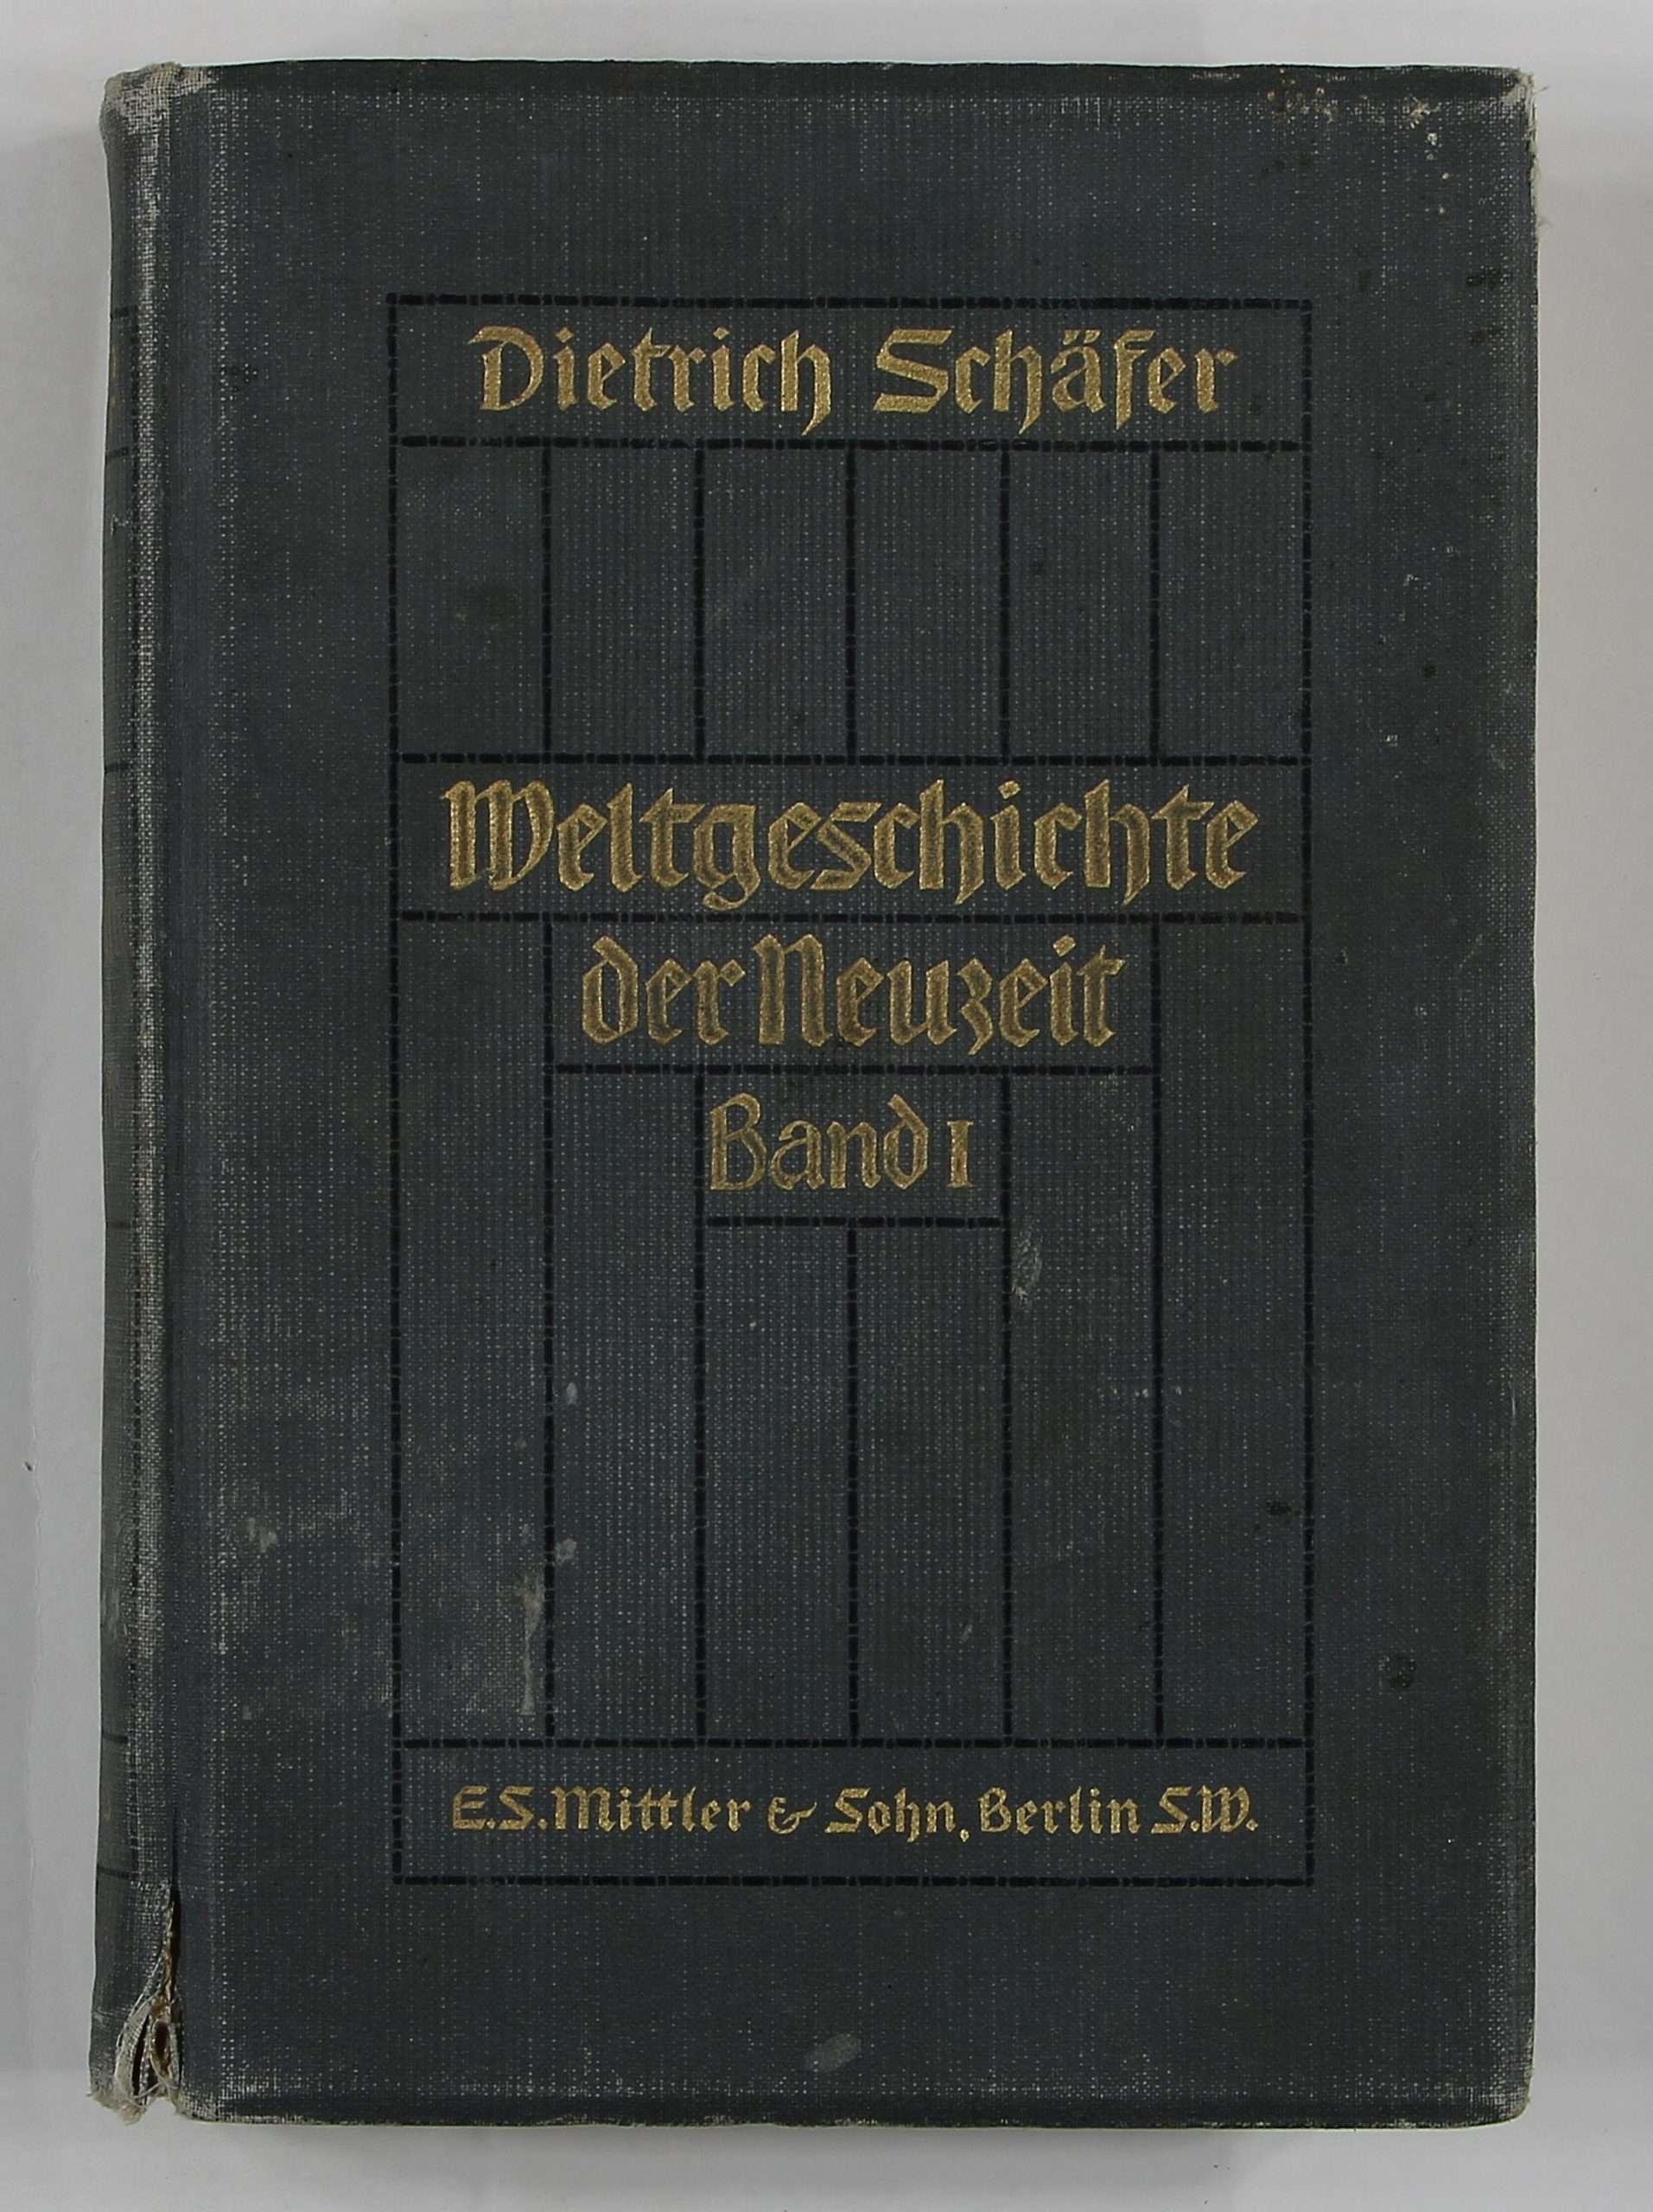 Dietrich Schäfer
Weltgeschichte
der Neuzeit
Band I
E.S. Mittler & Sohn, Berlin S.W.